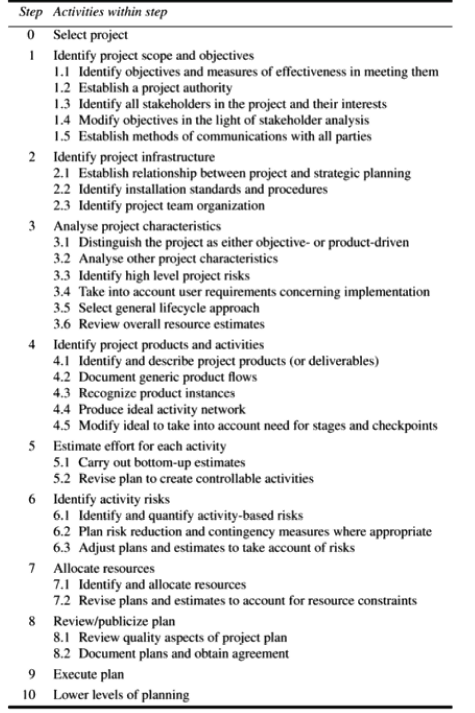 Step Activities within step
0 Select project
1 Identify project scope and objectives
1.1 Identify objectives and measures of effectiveness in meeting them
1.2 Establish a project authority
1.3 Identify all stakeholders in the project and their interests
1.4 Modify objectives in the light of stakeholder analysis
1.5 Establish methods of communications with all parties
2 Identify project infrastructure
2.1 Establish relationship between project and strategic planning
2.2 Identify installation standards and procedures
2.3 Identify project team organization
3 Analyse project characteristics
3.1 Distinguish the project as either objective- or product-driven
3.2 Analyse other project characteristics
3.3 Identify high level project risks
3.4 Take into account user requirements concerning implementation
3.5 Select general lifecycle approach
3.6 Review overall resource estimates
4 Identify project products and activities
4.1 Identify and describe project products (or deliverables)
4.2 Document generic product flows
4.3 Recognize product instances
4.4 Produce ideal activity network
4.5 Modify ideal to take into account need for stages and checkpoints
5 Estimate effort for each activity
5.1 Carry out bottom-up estimates
5.2 Revise plan to create controllable activities
6 Identify activity risks
6.1 Identify and quantify activity-based risks
6.2 Plan risk reduction and contingency measures where appropriate
6.3 Adjust plans and estimates to take account of risks
7 Allocate resources
7.1 Identify and allocate resources
7.2 Revise plans and estimates to account for resource constraints
8 Review/publicize plan
8.1 Review quality aspects of project plan
8.2 Document plans and obtain agreement
9 Execute plan
10 Lower levels of planning